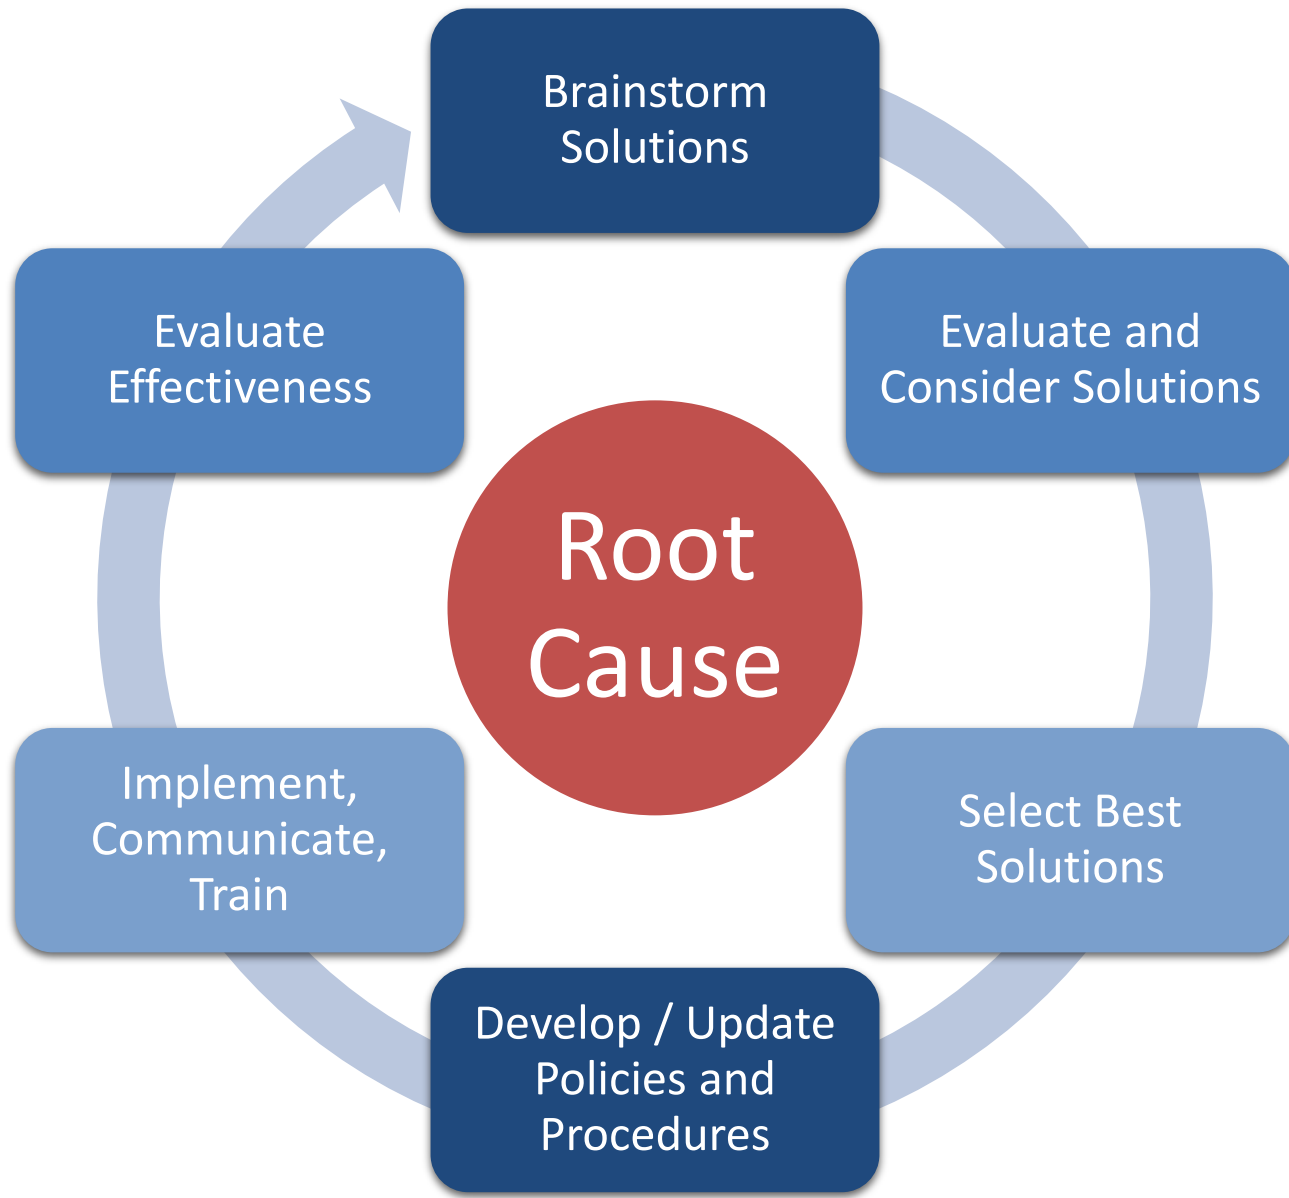 Brainstorm
Solutions
Evaluate and
Consider Solutions
Select Best
Solutions
Develop / Update
Policies and
Procedures
Implement,
Communicate,
Train
Evaluate
Effectiveness
Root
Cause